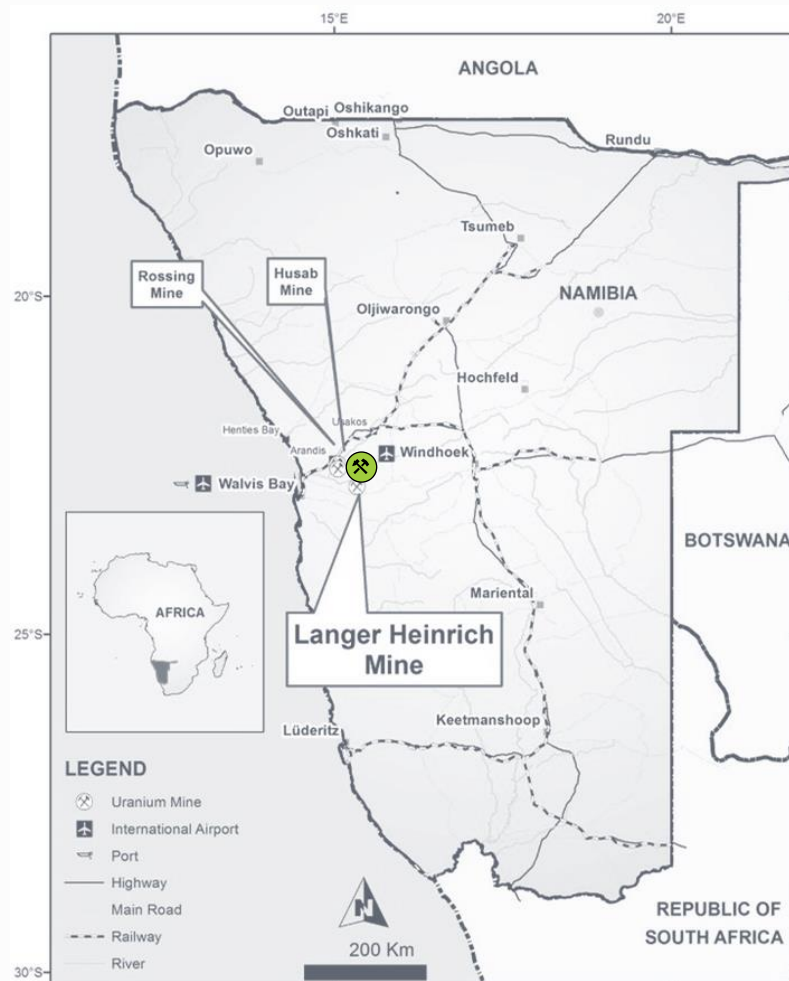 15°E
20°E
ANGOLA
Outapi
Oshikango
Oshkati
Opuwo
Rundu
Tsumeb
Rossing
Mine
Husab
Mine
20°S
NAMIBIA
Oljiwarongo
Hochfeld
Usakos
Henties Bay
Arandis
Windhoek
Walvis Bay
BOTSWANA
AFRICA
Mariental
25°S
Langer Heinrich
Mine
Keetmanshoop
Lüderitz
LEGEND
Uranium Mine
International Airport
Port
Highway
Main Road
Railway
River
N
200 Km
REPUBLIC OF
SOUTH AFRICA
30°S